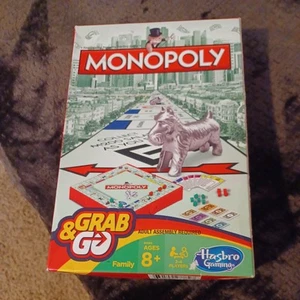 MONOPOLY
MONOPOLY
GRAB
& GO
Family
ADULT ASSEMBLY REQUIRED
AGES
8+
Hasbro
Gaming